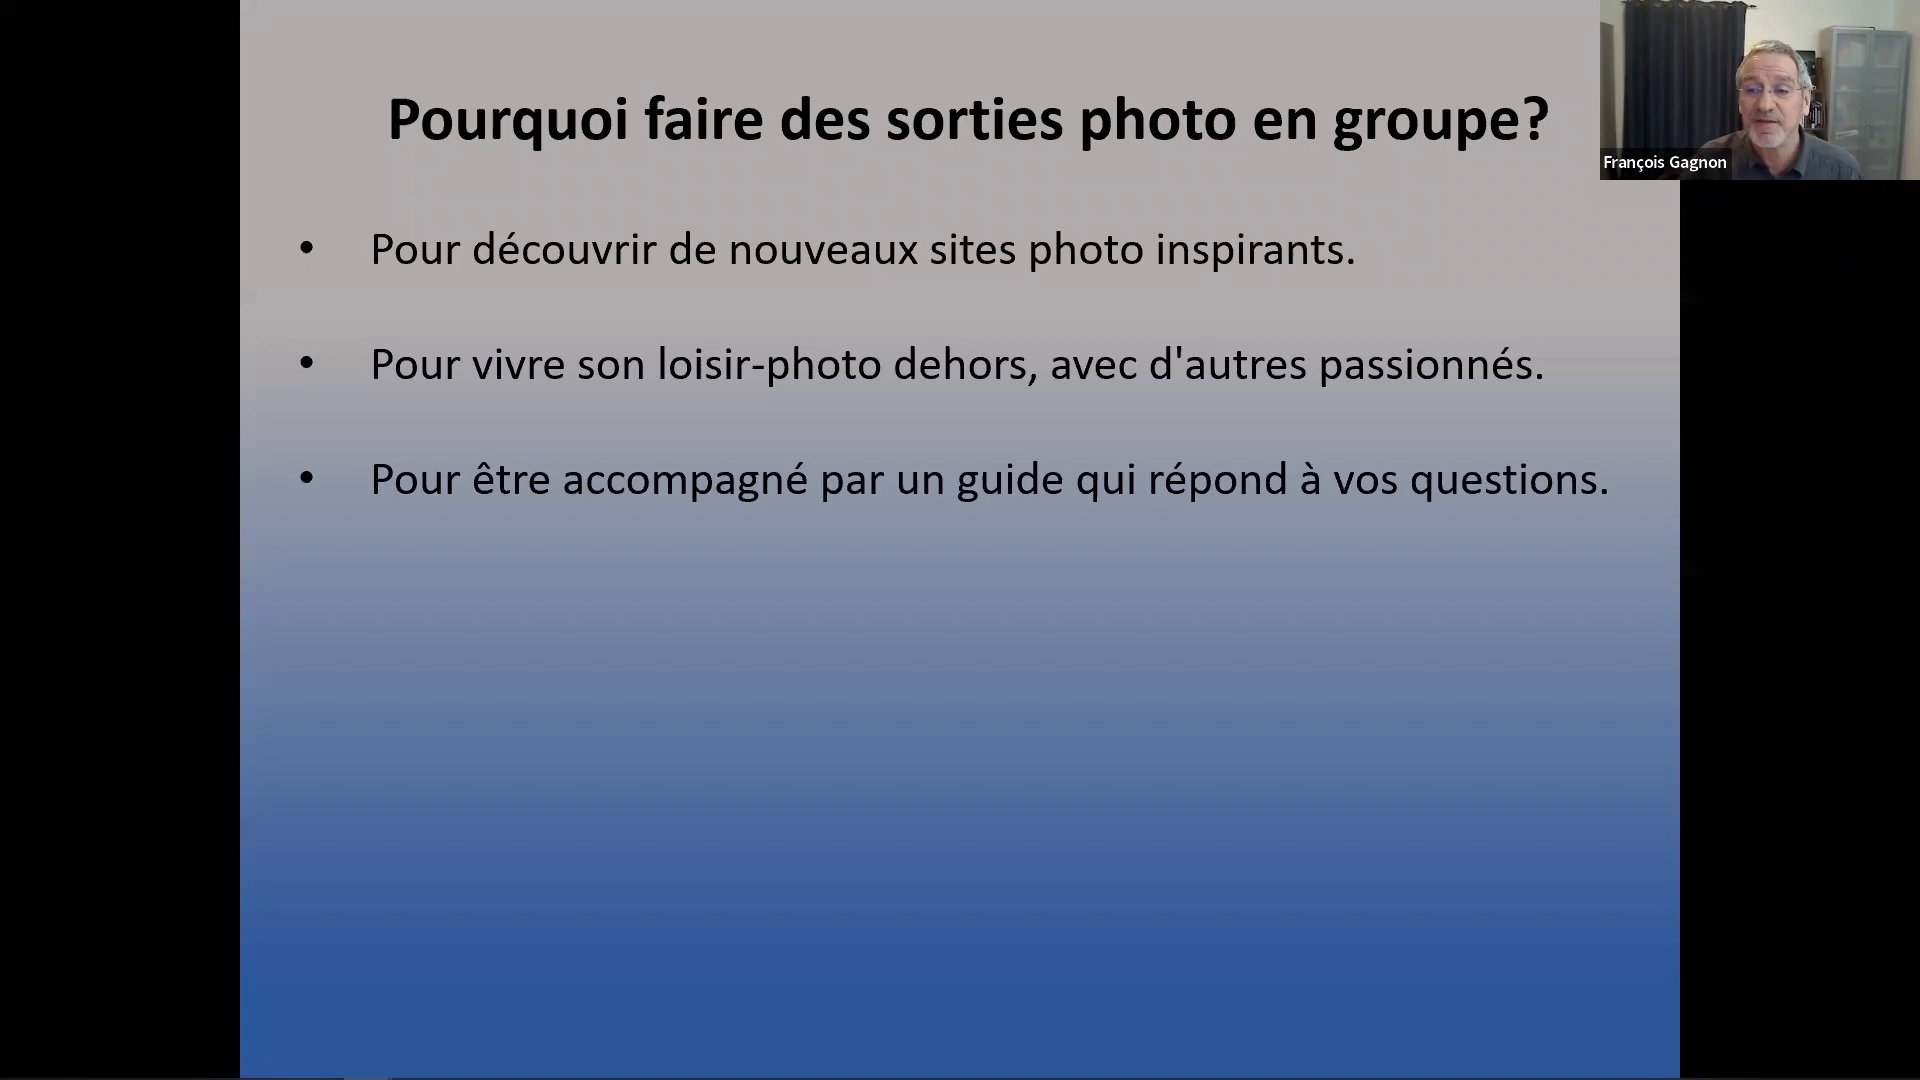 Pourquoi faire des sorties photo en groupe?
François Gagnon
• Pour découvrir de nouveaux sites photo inspirants.
• Pour vivre son loisir-photo dehors, avec d'autres passionnés.
• Pour être accompagné par un guide qui répond à vos questions.